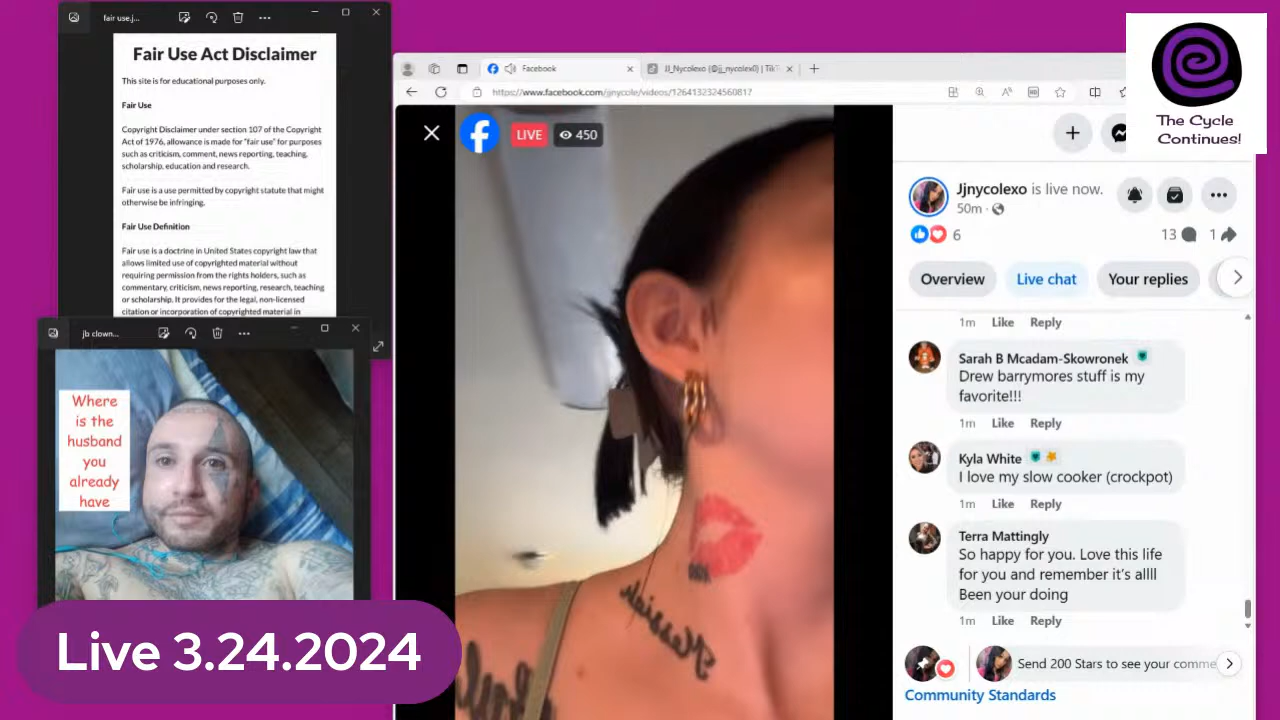 fair use.j...
Fair Use Act Disclaimer
This site is for educational purposes only.
Fair Use
Copyright Disclaimer under section 107 of the Copyright
Act of 1976, allowance is made for "fair use" for purposes
such as criticism, comment, news reporting, teaching,
scholarship, education and research.
Fair use is a use permitted by copyright statute that might
otherwise be infringing.
Fair Use Definition
Fair use is a doctrine in United States copyright law that
allows limited use of copyrighted material without
requiring permission from the rights holders, such as
commentary, criticism, news reporting, research, teaching
or scholarship. It provides for the legal, non-licensed
citation or incorporation of copyrighted material in
jb clown...
Where
is the
husband
you
already
have
Live 3.24.2024
Facebook
JJ_Nycolexo (@jj_nycolex0) | TikT
https://www.facebook.com/jjnycole/videos/1264132324560817
The Cycle
Continues!
LIVE
450
Messiah
Jjnycolexo is live now.
50m
6
13
1
Overview
Live chat
Your replies
1m Like Reply
Sarah B Mcadam-Skowronek
Drew barrymores stuff is my
favorite!!!
1m Like Reply
Kyla White
I love my slow cooker (crockpot)
1m Like Reply
Terra Mattingly
So happy for you. Love this life
for you and remember it's allll
Been your doing
1m Like Reply
Send 200 Stars to see your comme
Community Standards